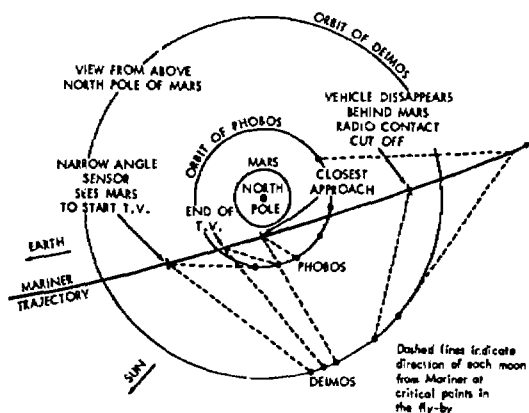 ORBIT OF DEIMOS
VIEW FROM ABOVE
NORTH POLE OF MARS
VEHICLE DISSAPPEARS
BEHIND MARS
RADIO CONTACT
CUT OFF
ORBIT OF PHOBOS
MARS
NORTH
POLE
CLOSEST
APPROACH
NARROW ANGLE
SENSOR
SEES MARS
TO START T.V.
END OF
T.V.
EARTH
MARINER
TRAJECTORY
PHOBOS
SUN
DEIMOS
Dashed lines indicate
direction of each moon
from Mariner at
critical points in
the fly-by